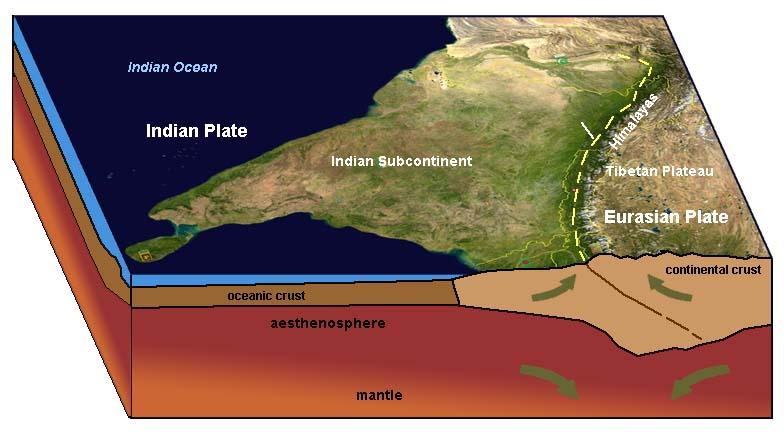 Indian Ocean
Indian Plate
Indian Subcontinent
Himalayas
Tibetan Plateau
Eurasian Plate
continental crust
oceanic crust
aesthenosphere
mantle